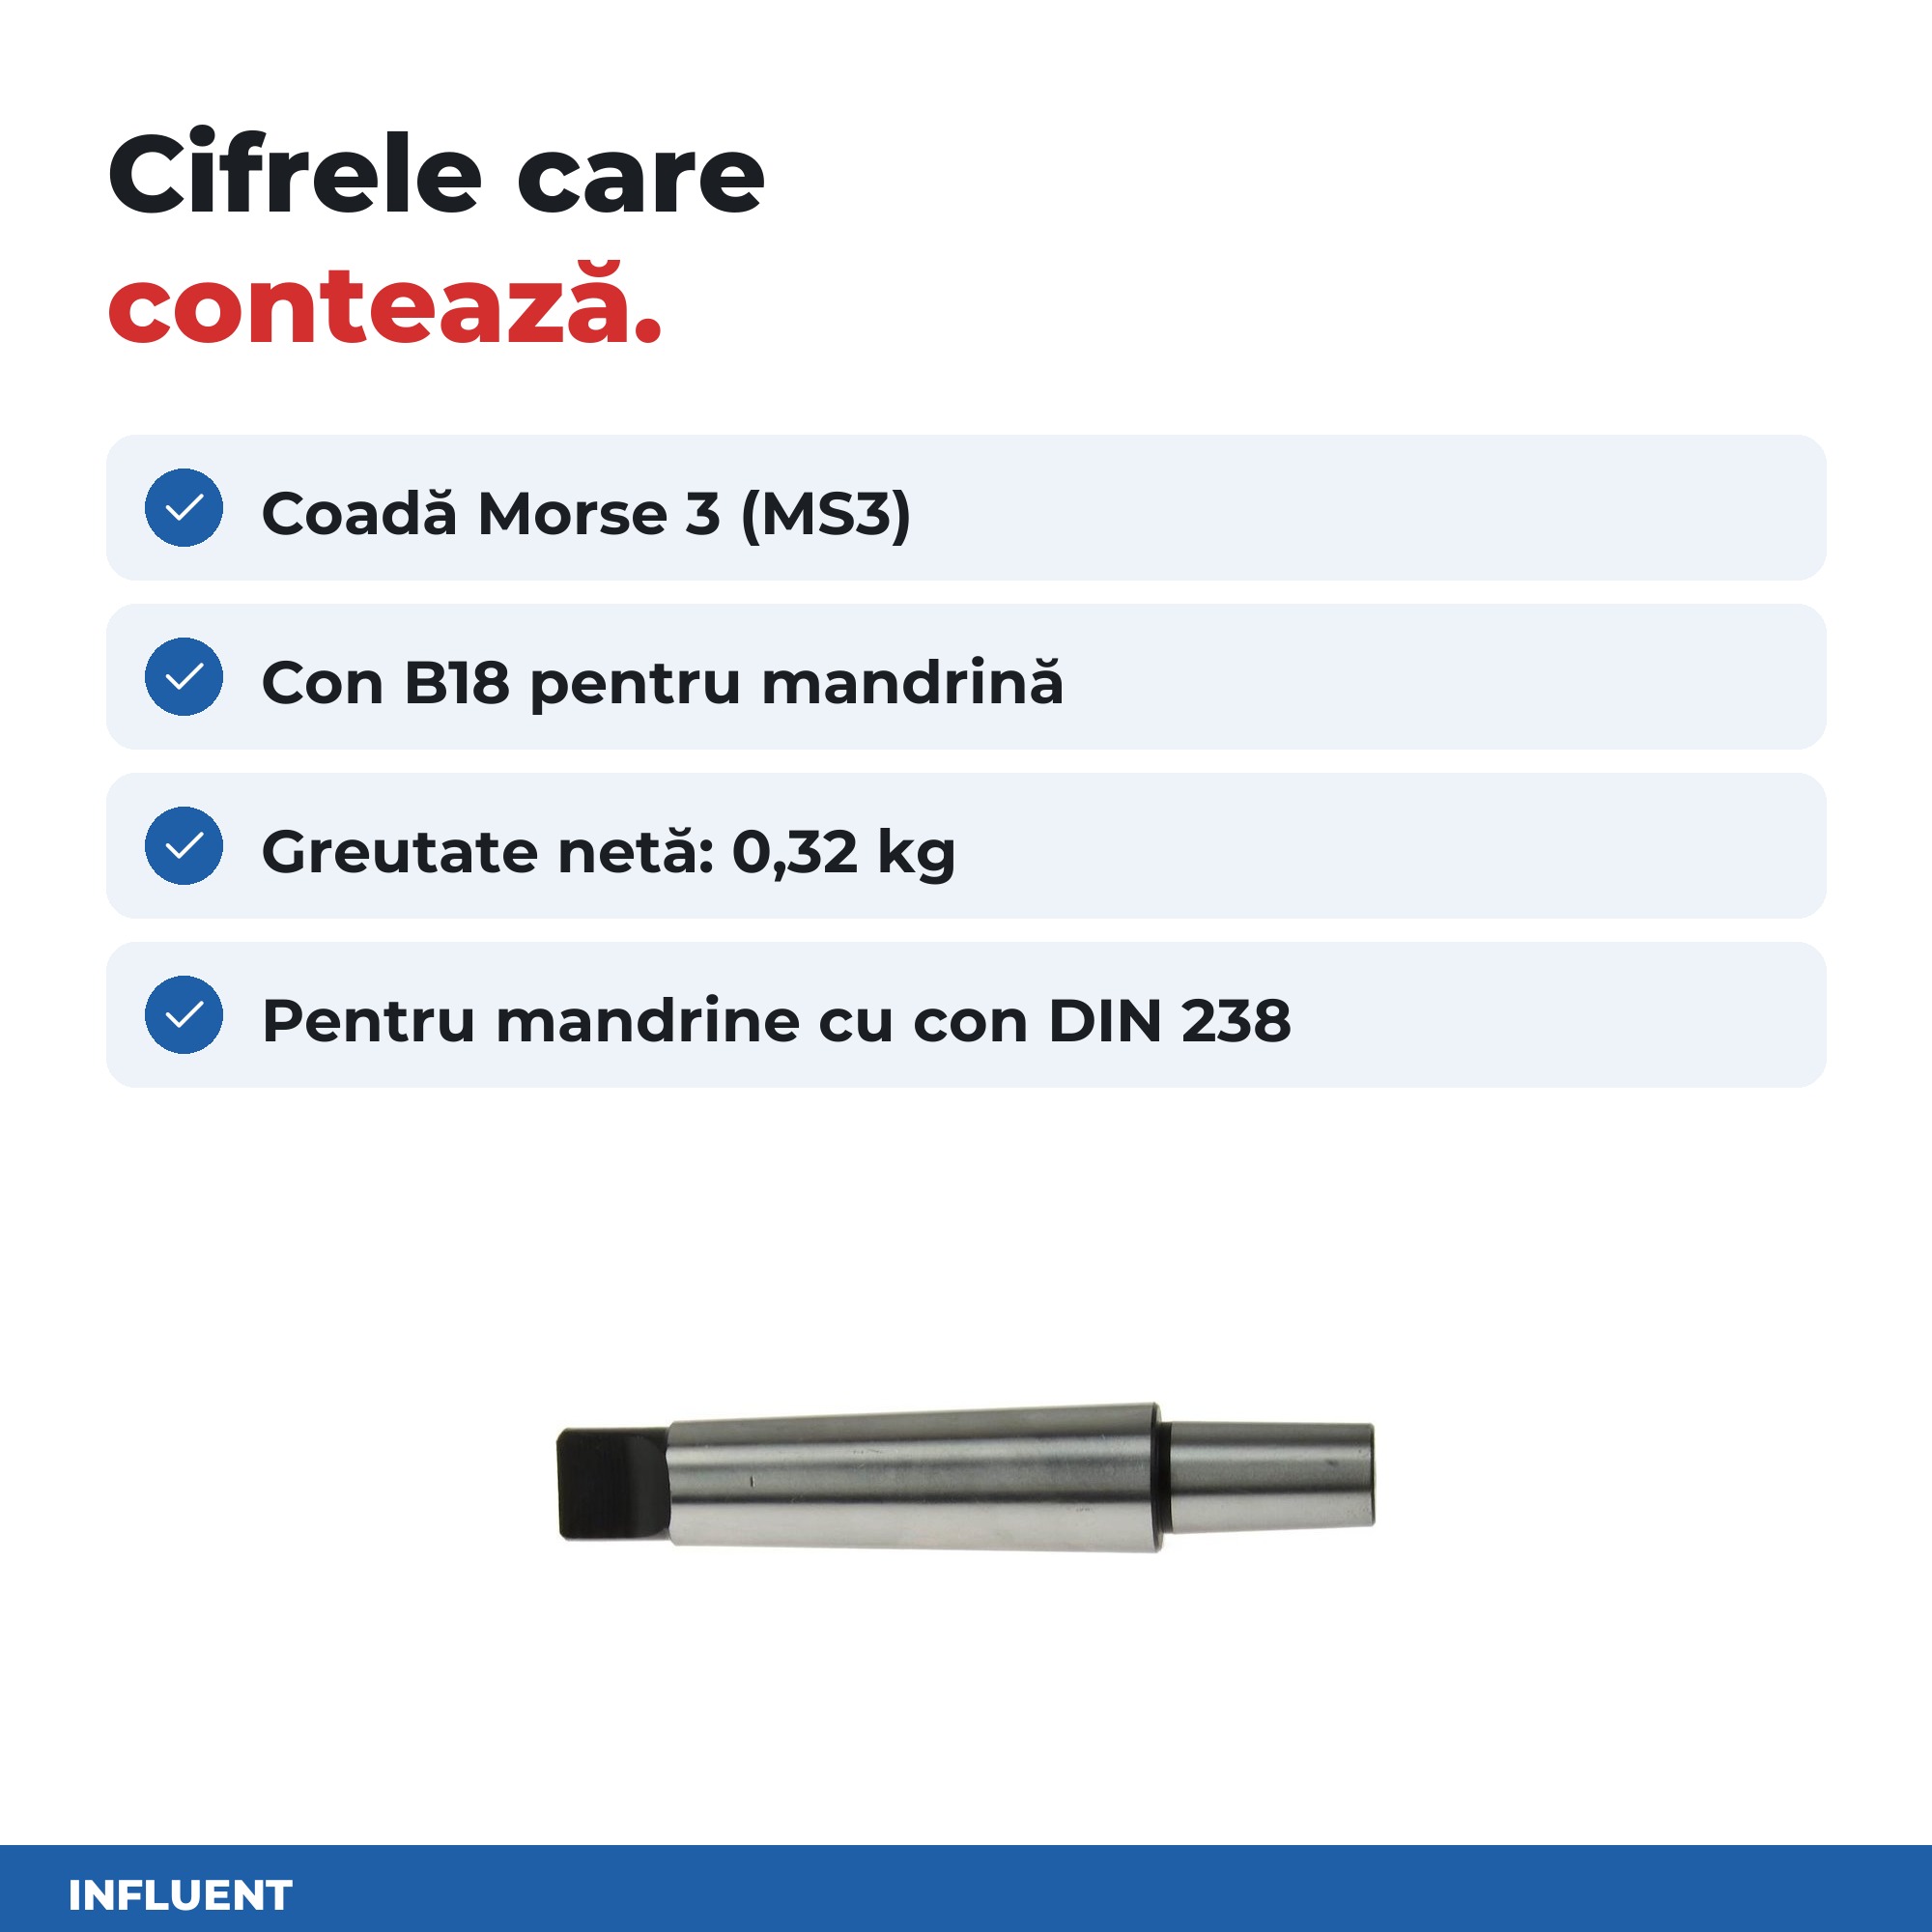 Cifrele care
contează.
Coadă Morse 3 (MS3)
Con B18 pentru mandrină
Greutate netă: 0,32 kg
Pentru mandrine cu con DIN 238
INFLUENT